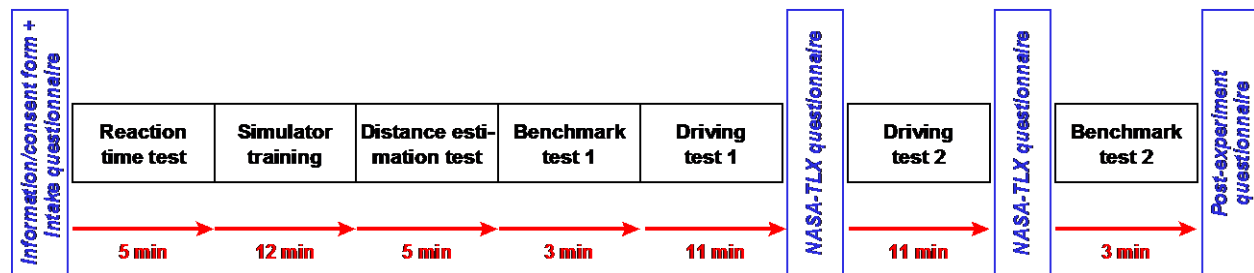 Information/consent form +
Intake questionnaire
Reaction
time test
Simulator
training
Distance esti-
mation test
Benchmark
test 1
Driving
test 1
NASA-TLX questionnaire
Driving
test 2
NASA-TLX questionnaire
Benchmark
test 2
Post-experiment
questionnaire
5 min
12 min
5 min
3 min
11 min
11 min
3 min